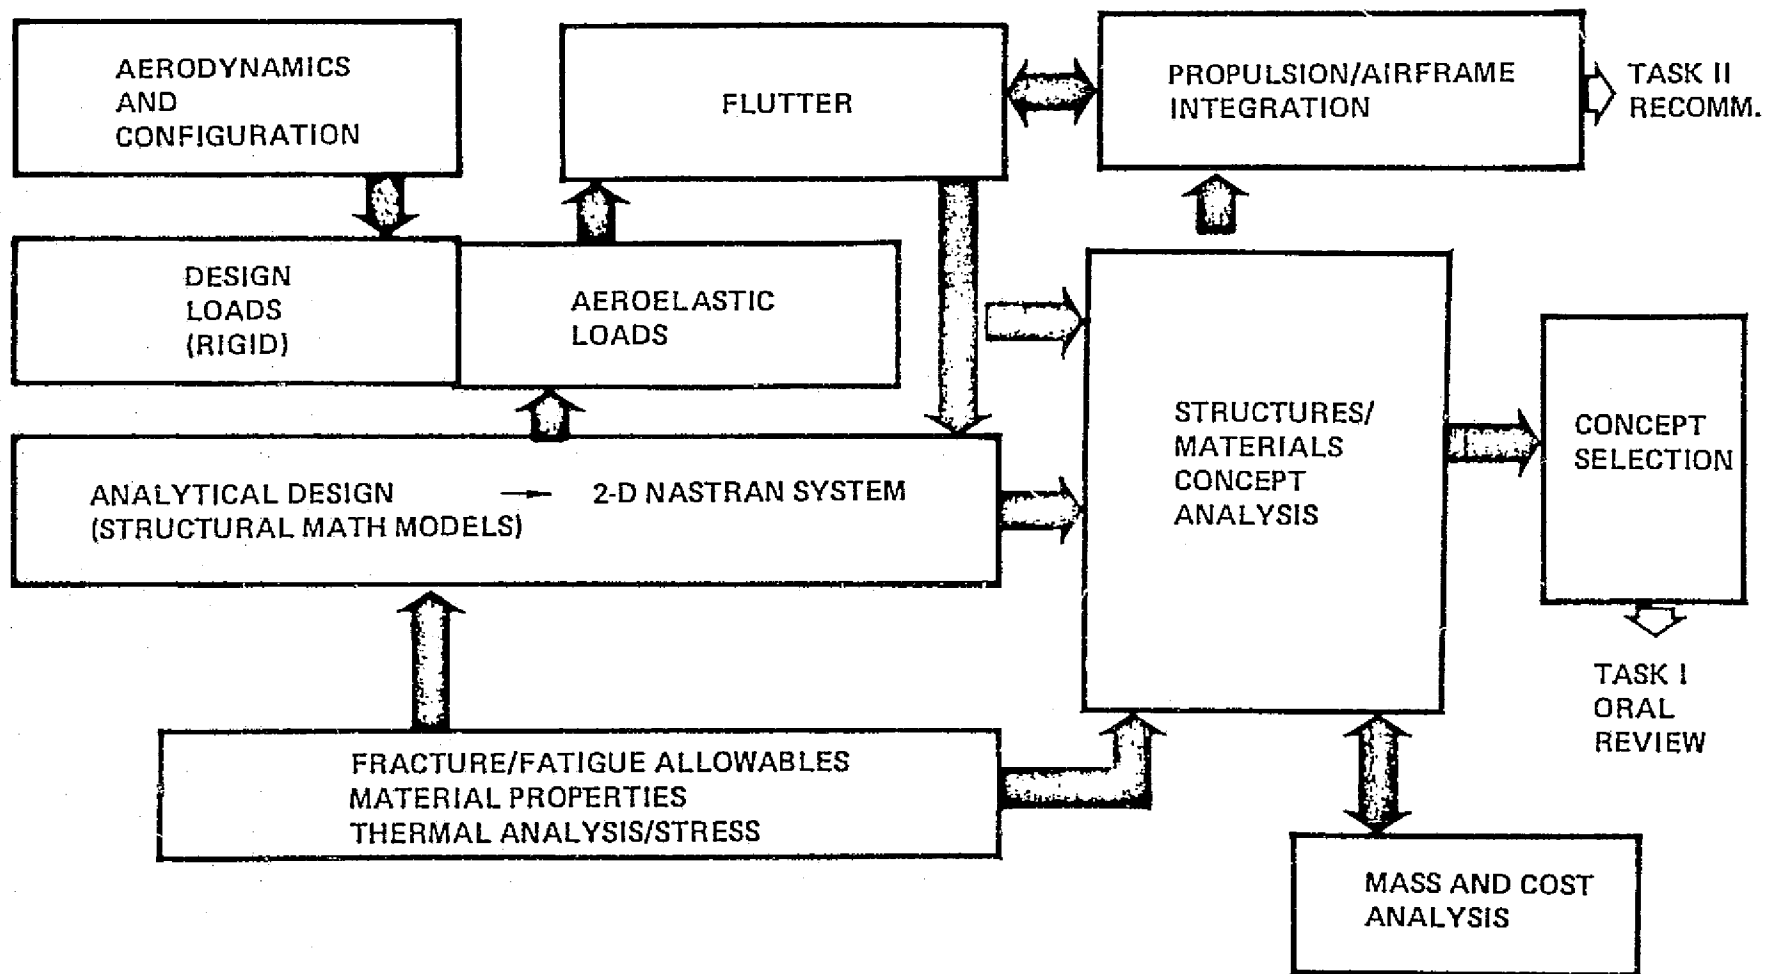 AERODYNAMICS
AND
CONFIGURATION
FLUTTER
PROPULSION/AIRFRAME
INTEGRATION
TASK II
RECOMM.
DESIGN
LOADS
(RIGID)
AEROELASTIC
LOADS
STRUCTURES/
MATERIALS
CONCEPT
ANALYSIS
CONCEPT
SELECTION
ANALYTICAL DESIGN → 2-D NASTRAN SYSTEM
(STRUCTURAL MATH MODELS)
TASK I
ORAL
REVIEW
FRACTURE/FATIGUE ALLOWABLES
MATERIAL PROPERTIES
THERMAL ANALYSIS/STRESS
MASS AND COST
ANALYSIS